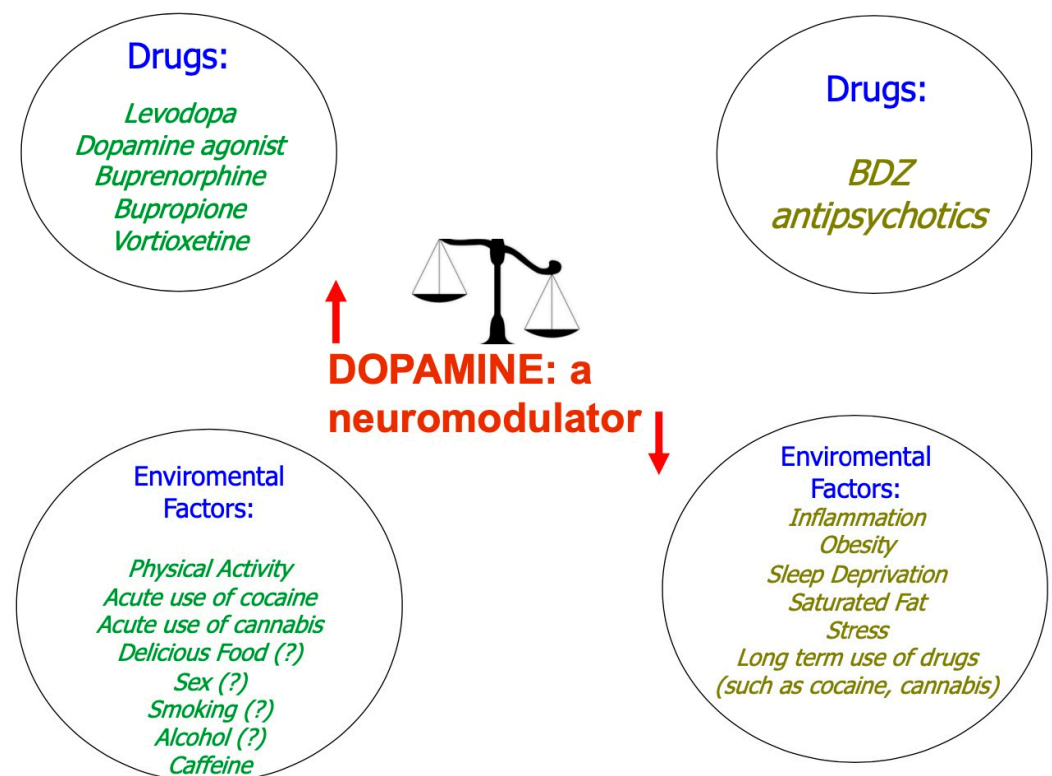 Drugs:
Levodopa
Dopamine agonist
Buprenorphine
Bupropione
Vortioxetine
Drugs:
BDZ
antipsychotics
DOPAMINE: a
neuromodulator
Enviromental
Factors:
Physical Activity
Acute use of cocaine
Acute use of cannabis
Delicious Food (?)
Sex (?)
Smoking (?)
Alcohol (?)
Caffeine
Enviromental
Factors:
Inflammation
Obesity
Sleep Deprivation
Saturated Fat
Stress
Long term use of drugs
(such as cocaine, cannabis)